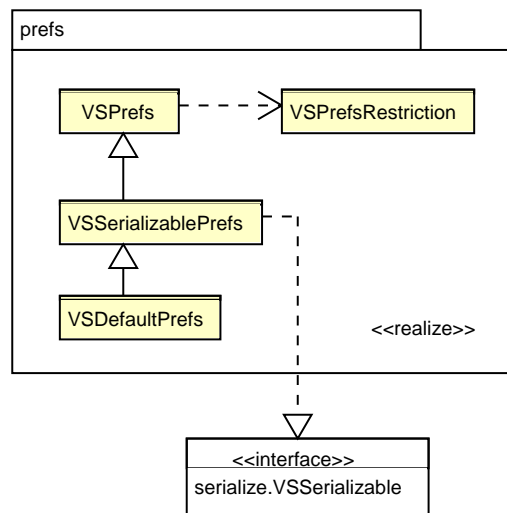 prefs
VSPrefs
VSPrefsRestriction
VSSerializablePrefs
VSDefaultPrefs
<<realize>>
<<interface>>
serialize.VSSerializable